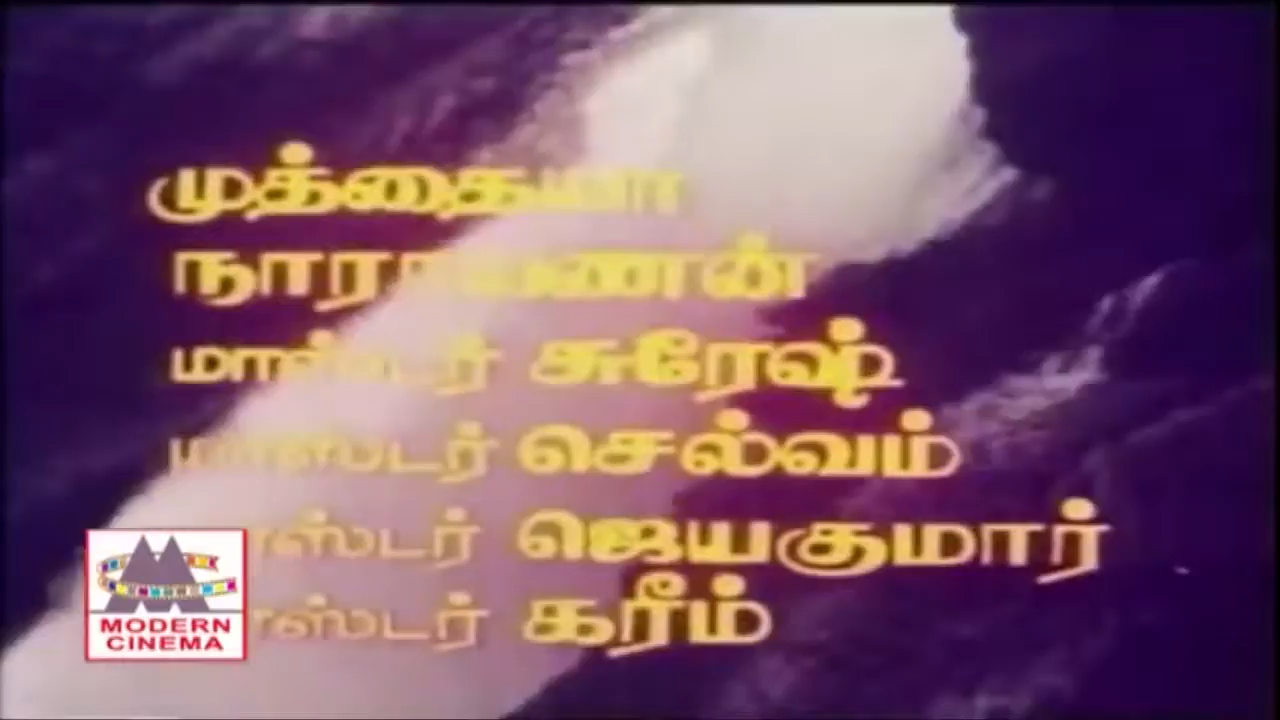 முத்தையா
நாராயணன்
மாஸ்டர் சுரேஷ்
மாஸ்டர் செல்வம்
மாஸ்டர் ஜெயகுமார்
மாஸ்டர் கரீம்
MODERN
CINEMA